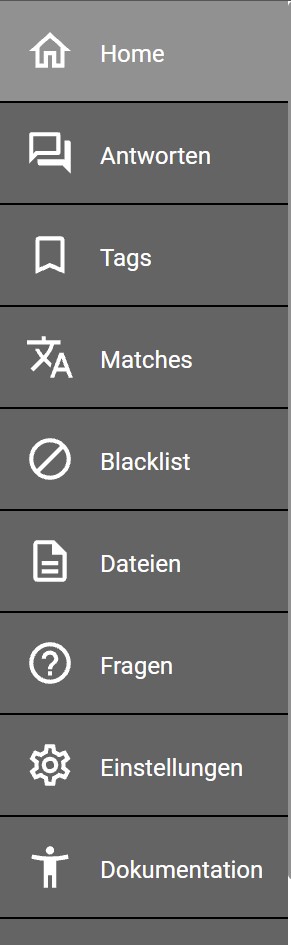 Home
Antworten
Tags
Matches
Blacklist
Dateien
Fragen
Einstellungen
Dokumentation